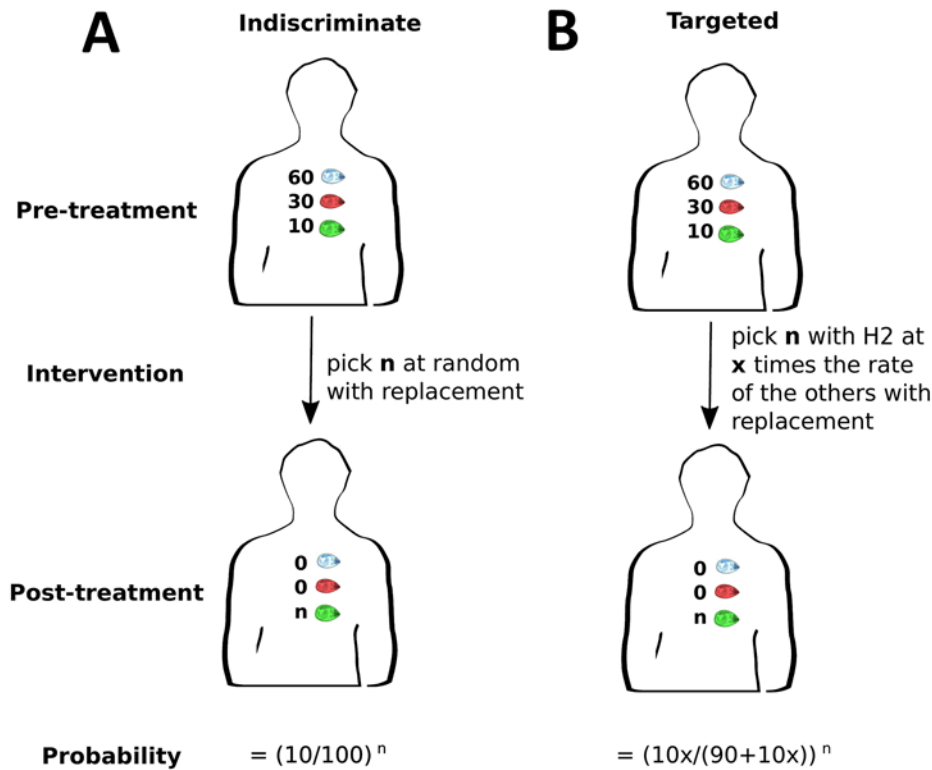 A
Indiscriminate
B
Targeted
Pre-treatment
60
30
10
60
30
10
Intervention
pick n at random
with replacement
pick n with H2 at
x times the rate
of the others with
replacement
Post-treatment
0
0
n
0
0
n
Probability
= (10/100) n
= (10x/(90+10x)) n